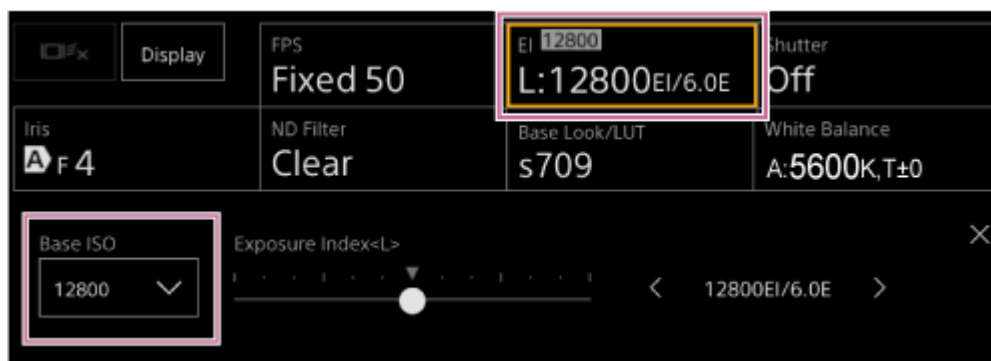 Display
FPS
Fixed 50
EI 12800
L:12800EI/6.0E
Shutter
Off
Iris
A F 4
ND Filter
Clear
Base Look/LUT
s709
White Balance
A:5600K,T±0
Base ISO
12800
Exposure Index<L>
12800EI/6.0E